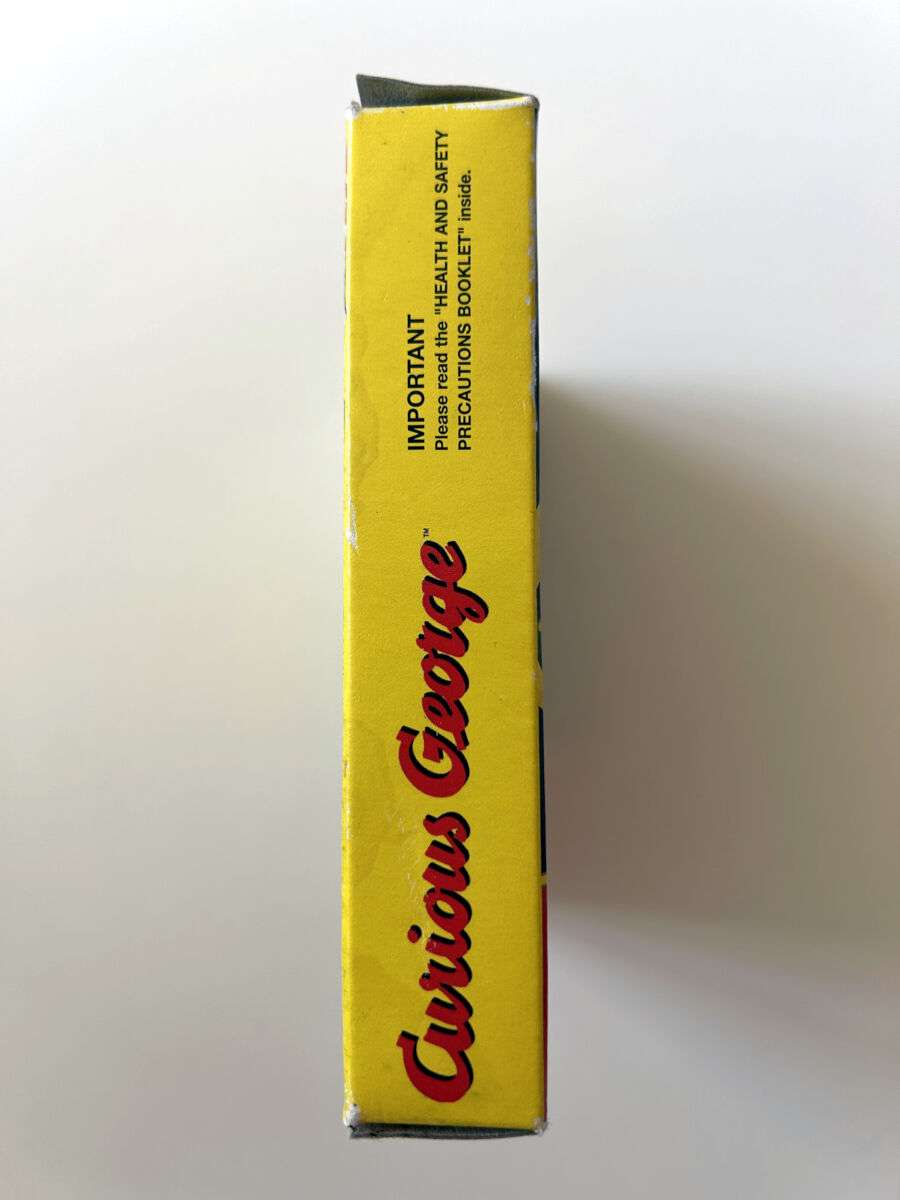 Curious George™
IMPORTANT
Please read the "HEALTH AND SAFETY
PRECAUTIONS BOOKLET" inside.